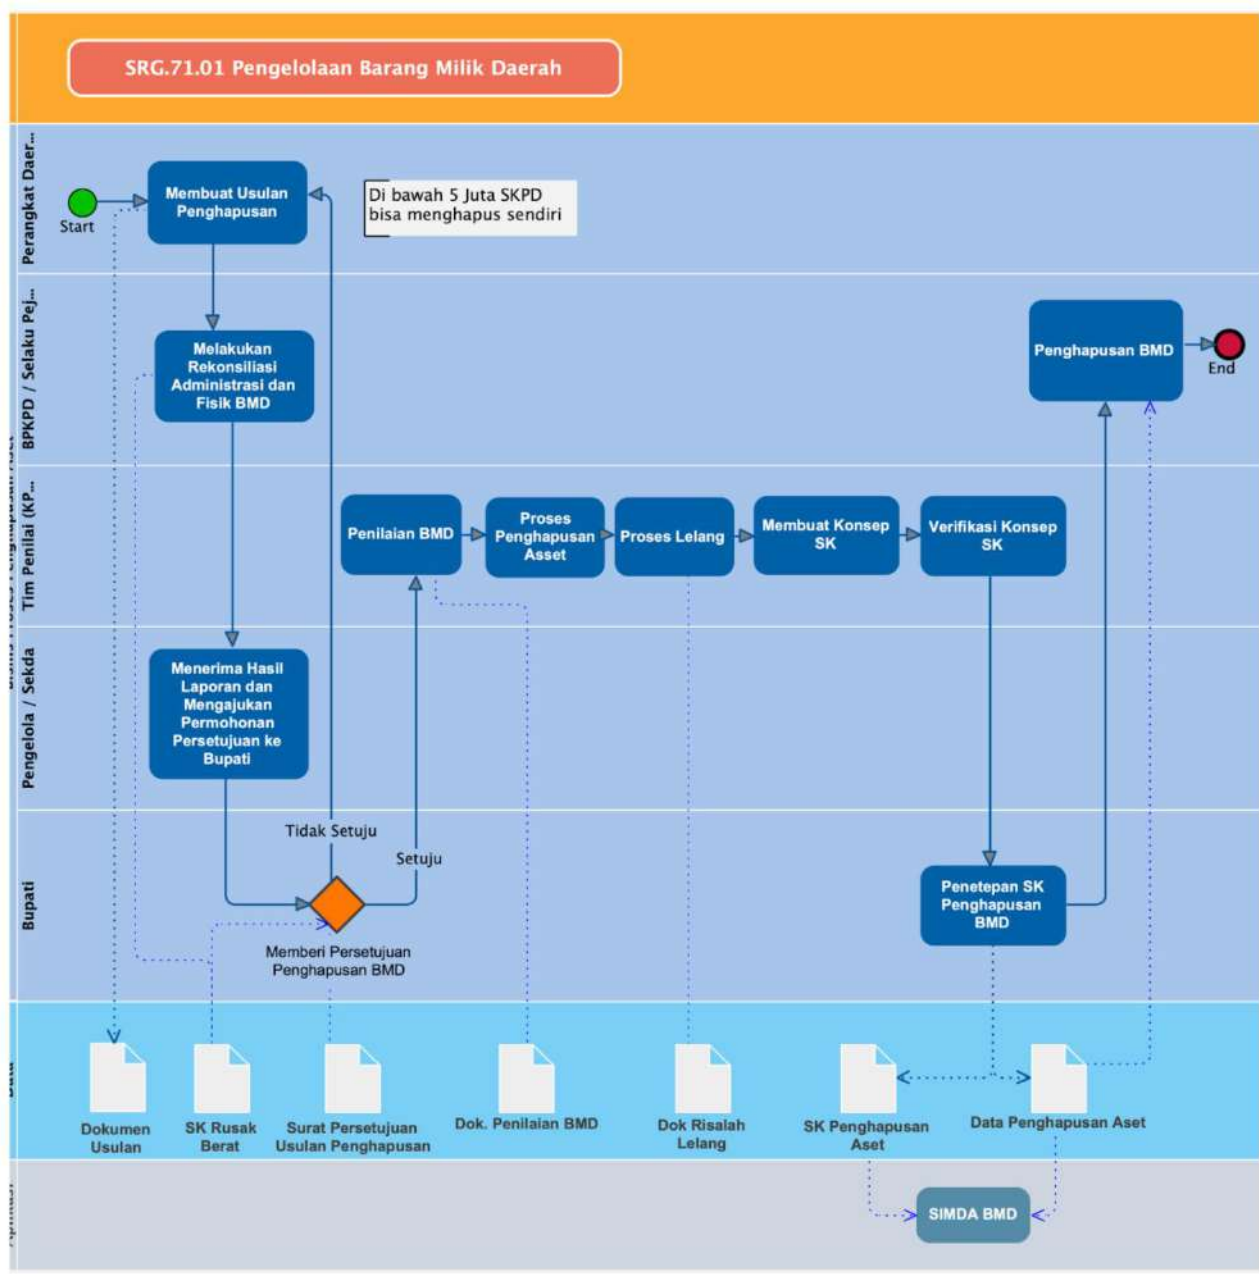 SRG.71.01 Pengelolaan Barang Milik Daerah
Perangkat Daer...
Start
Membuat Usulan
Penghapusan
Di bawah 5 Juta SKPD
bisa menghapus sendiri
BPKPD / Selaku Pej...
Melakukan
Rekonsiliasi
Administrasi dan
Fisik BMD
Penghapusan BMD
End
Tim Penilai (KP...
Penilaian BMD
Proses
Penghapusan
Asset
Proses Lelang
Membuat Konsep
SK
Verifikasi Konsep
SK
Pengelola / Sekda
Menerima Hasil
Laporan dan
Mengajukan
Permohonan
Persetujuan ke
Bupati
Bupati
Tidak Setuju
Setuju
Memberi Persetujuan
Penghapusan BMD
Penetepan SK
Penghapusan
BMD
Data
Dokumen
Usulan
SK Rusak
Berat
Surat Persetujuan
Usulan Penghapusan
Dok. Penilaian BMD
Dok Risalah
Lelang
SK Penghapusan
Aset
Data Penghapusan Aset
Aplikasi
SIMDA BMD